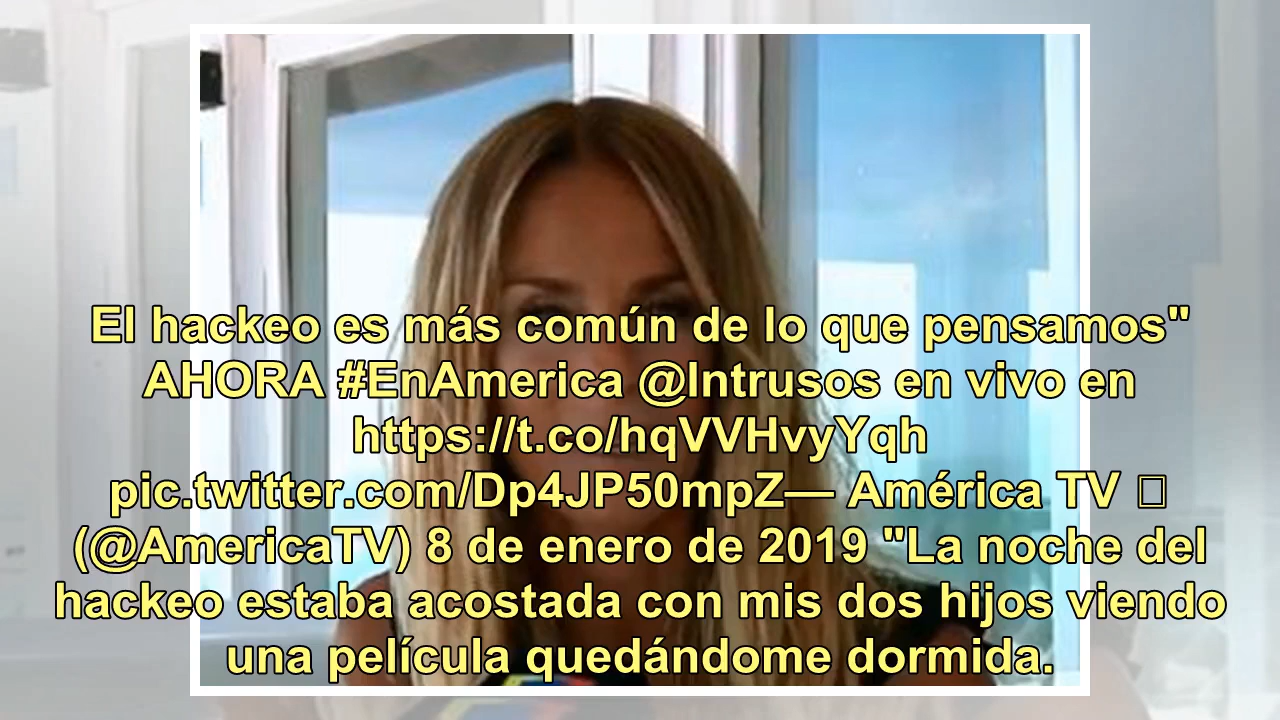 El hackeo es más común de lo que pensamos"
AHORA #EnAmerica @Intrusos en vivo en
https://t.co/hqVVHvyYqh
pic.twitter.com/Dp4JP50mpZ— América TV □
(@AmericaTV) 8 de enero de 2019 "La noche del
hackeo estaba acostada con mis dos hijos viendo
una película quedándome dormida.